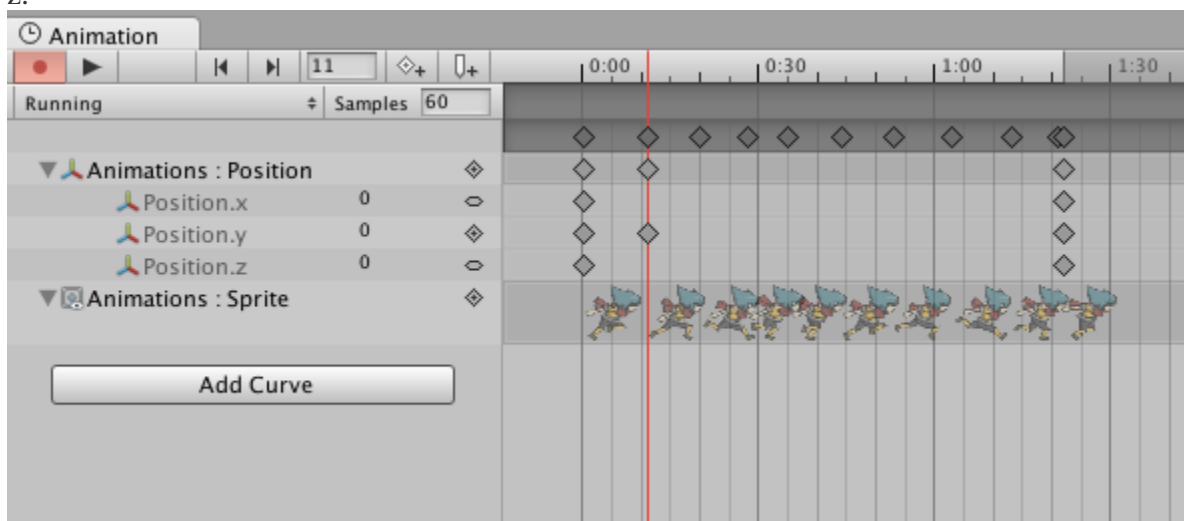 z.
Animation
11 0:00 0:30 1:00 1:30
Running Samples 60
Animations : Position
Position.x 0
Position.y 0
Position.z 0
Animations : Sprite
Add Curve